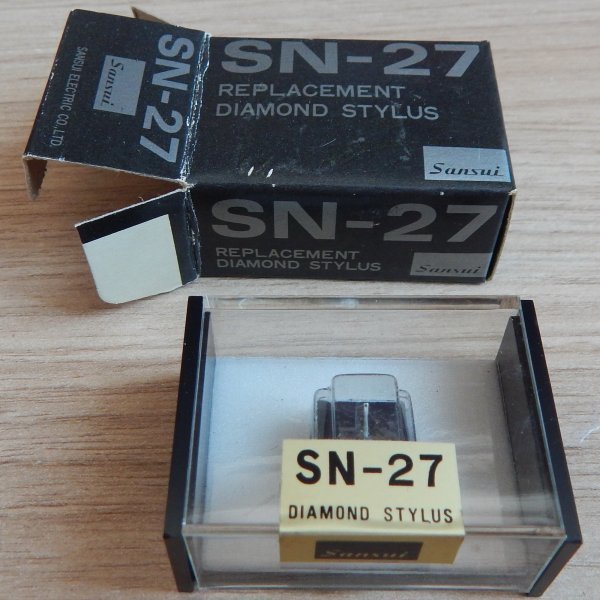 SN-27
Sansui
SANSUI ELECTRIC CO., LTD.
SN-27
REPLACEMENT
DIAMOND STYLUS
Sansui
SN-27
REPLACEMENT
DIAMOND STYLUS
Sansui
SN-27
DIAMOND STYLUS
Sansui